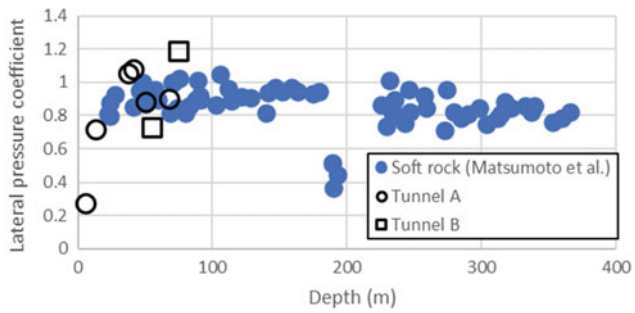 Lateral pressure coefficient
1.4
1.2
1
0.8
0.6
0.4
0.2
0
Soft rock (Matsumoto et al.)
Tunnel A
Tunnel B
0
100
200
300
400
Depth (m)